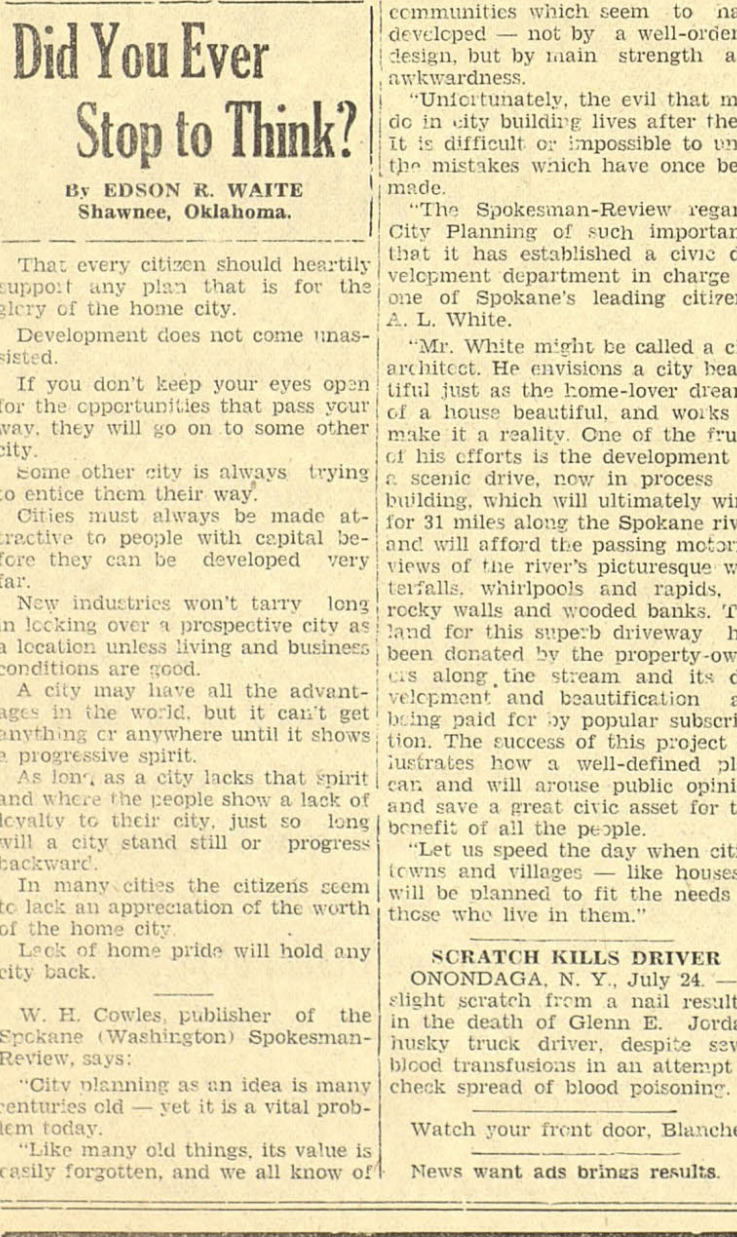 Did You Ever
Stop to Think?
By EDSON R. WAITE
Shawnee, Oklahoma.
That every citizen should heartily
support any plan that is for the
glory of the home city.
Development does not come unas-
sisted.
If you don't keep your eyes open
for the opportunities that pass your
way, they will go on to some other
city.
Some other city is always trying
to entice them their way.
Cities must always be made at-
tractive to people with capital be-
fore they can be developed very
far.
New industries won't tarry long
in looking over a prospective city as
a location unless living and business
conditions are good.
A city may have all the advant-
ages in the world, but it can't get
anything or anywhere until it shows
a progressive spirit.
As long as a city lacks that spirit
and where the people show a lack of
loyalty to their city, just so long
will a city stand still or progress
backward.
In many cities the citizens seem
to lack an appreciation of the worth
of the home city.
Lack of home pride will hold any
city back.
W. H. Cowles, publisher of the
Spokane (Washington) Spokesman-
Review, says:
"City planning as an idea is many
centuries old — yet it is a vital prob-
lem today.
"Like many old things, its value is
easily forgotten, and we all know of
communities which seem to ha
developed — not by a well-order
design, but by main strength a
awkwardness.
"Unfortunately, the evil that m
do in city building lives after the
It is difficult or impossible to un
the mistakes which have once be
made.
"The Spokesman-Review regar
City Planning of such importan
that it has established a civic d
velopment department in charge
one of Spokane's leading citizen
A. L. White.
"Mr. White might be called a c
architect. He envisions a city bea
tiful just as the home-lover drea
of a house beautiful, and works
make it a reality. One of the fru
of his efforts is the development
a scenic drive, now in process
building, which will ultimately win
for 31 miles along the Spokane riv
and will afford the passing motor
views of the river's picturesque w
terfalls, whirlpools and rapids,
rocky walls and wooded banks. T
land for this superb driveway h
been donated by the property-ow
ers along the stream and its d
velopment and beautification a
being paid for by popular subscri
tion. The success of this project
lustrates how a well-defined pl
can and will arouse public opini
and save a great civic asset for t
benefit of all the people.
"Let us speed the day when citi
towns and villages — like houses
will be planned to fit the needs
those who live in them."
SCRATCH KILLS DRIVER
ONONDAGA, N. Y., July 24. —
slight scratch from a nail result
in the death of Glenn E. Jorda
husky truck driver, despite sev
blood transfusions in an attempt
check spread of blood poisoning.
Watch your front door, Blanche
News want ads brings results.